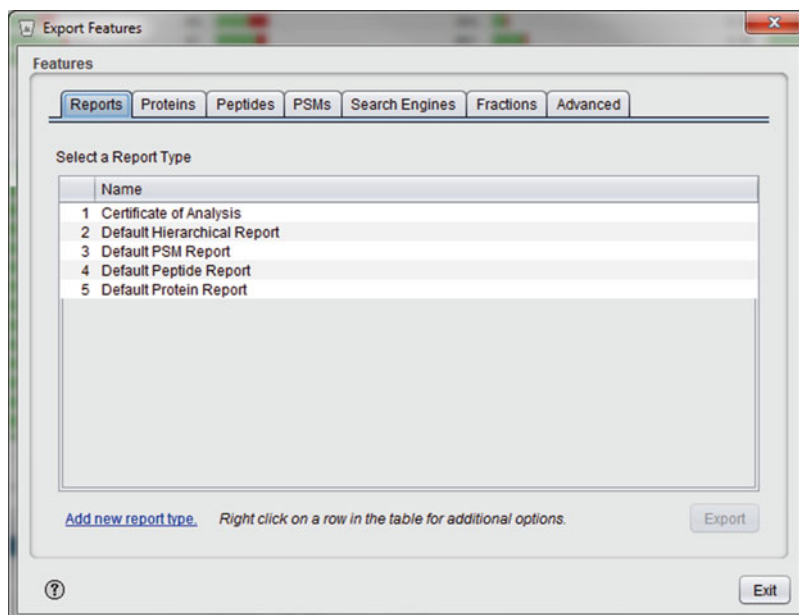 Export Features
Features
Reports Proteins Peptides PSMs Search Engines Fractions Advanced
Select a Report Type
Name
1 Certificate of Analysis
2 Default Hierarchical Report
3 Default PSM Report
4 Default Peptide Report
5 Default Protein Report
Add new report type. Right click on a row in the table for additional options. Export
? Exit